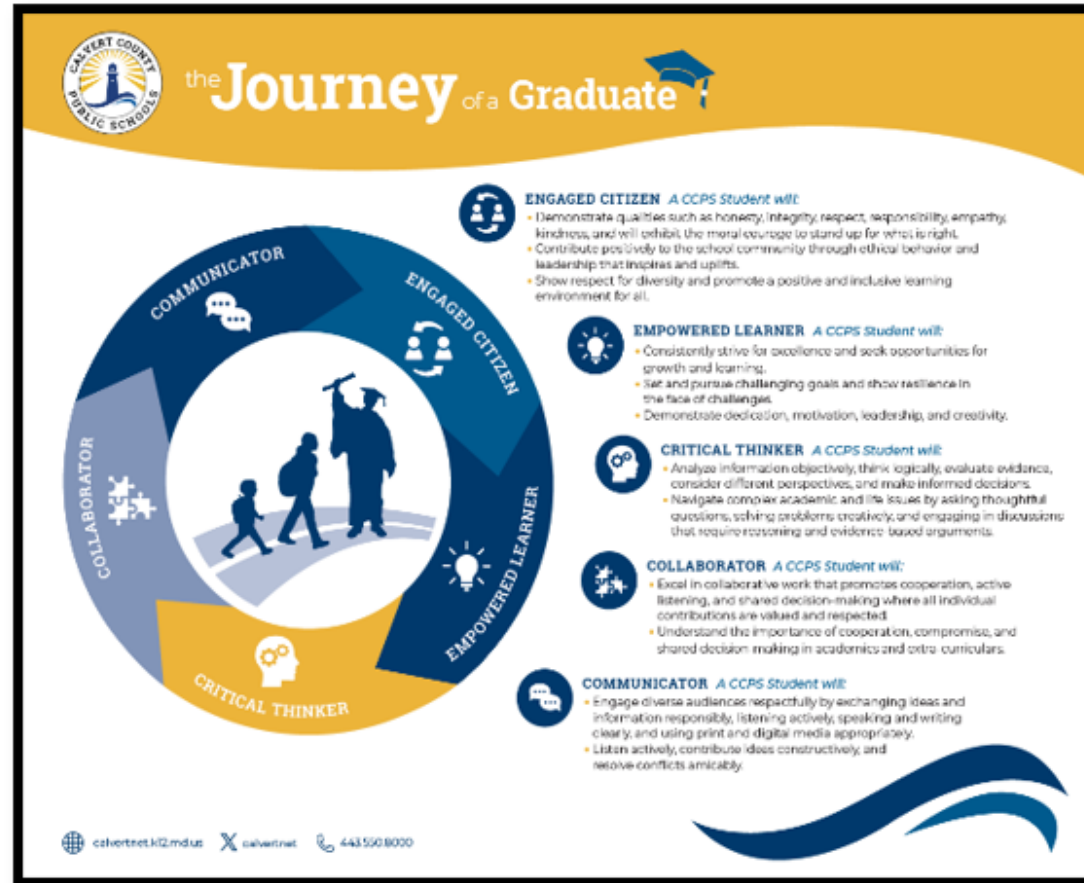 CALVERT COUNTY
PUBLIC SCHOOLS
the Journey of a Graduate
COMMUNICATOR
ENGAGED CITIZEN
EMPOWERED LEARNER
CRITICAL THINKER
COLLABORATOR
ENGAGED CITIZEN A CCPS Student will:
• Demonstrate qualities such as honesty, integrity, respect, responsibility, empathy,
kindness, and will exhibit the moral courage to stand up for what is right.
• Contribute positively to the school community through ethical behavior and
leadership that inspires and uplifts.
• Show respect for diversity and promote a positive and inclusive learning
environment for all.
EMPOWERED LEARNER A CCPS Student will:
• Consistently strive for excellence and seek opportunities for
growth and learning.
• Set and pursue challenging goals and show resilience in
the face of challenges.
• Demonstrate dedication, motivation, leadership, and creativity.
CRITICAL THINKER A CCPS Student will:
• Analyze information objectively, think logically, evaluate evidence,
consider different perspectives, and make informed decisions.
• Navigate complex academic and life issues by asking thoughtful
questions, solving problems creatively, and engaging in discussions
that require reasoning and evidence-based arguments.
COLLABORATOR A CCPS Student will:
• Excel in collaborative work that promotes cooperation, active
listening, and shared decision-making where all individual
contributions are valued and respected.
• Understand the importance of cooperation, compromise, and
shared decision making in academics and extra-curriculars.
COMMUNICATOR A CCPS Student will:
• Engage diverse audiences respectfully by exchanging ideas and
information responsibly, listening actively, speaking and writing
clearly, and using print and digital media appropriately.
• Listen actively, contribute ideas constructively, and
resolve conflicts amicably.
calvertnet.k12.md.us X calvertnet 443.550.8000